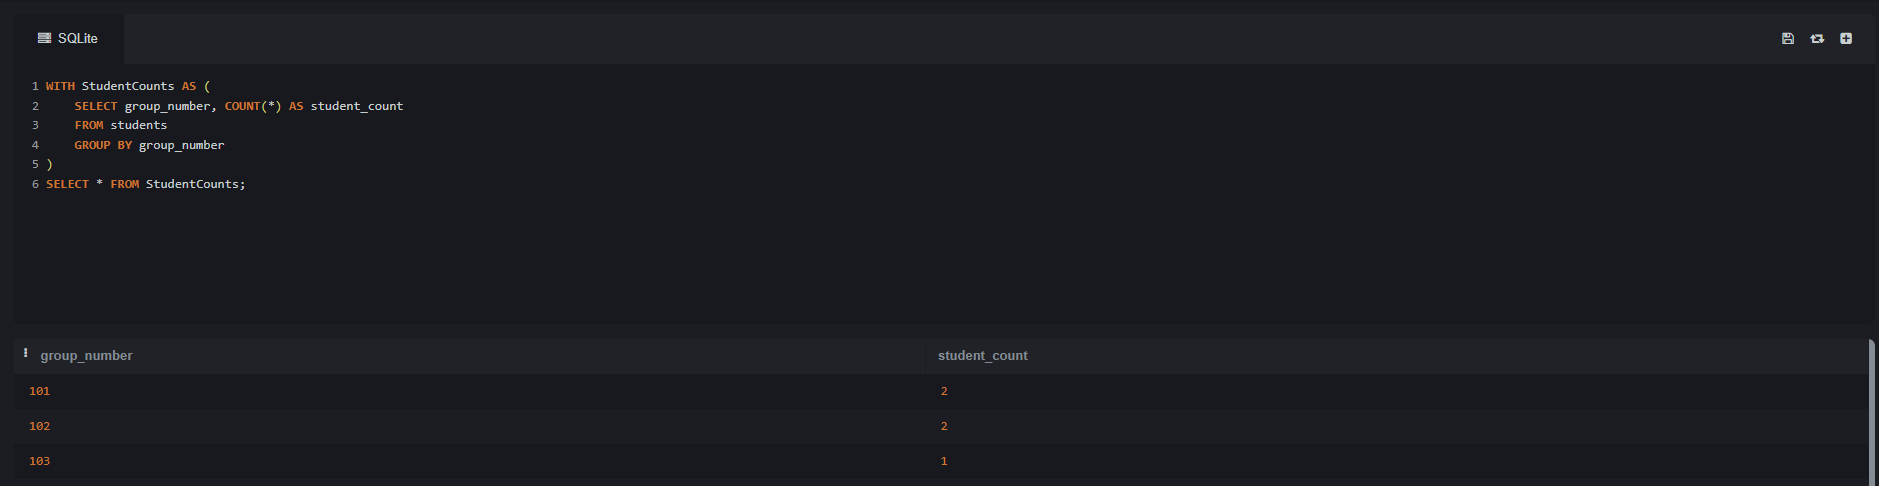 SQLite
1 WITH StudentCounts AS (
2     SELECT group_number, COUNT(*) AS student_count
3     FROM students
4     GROUP BY group_number
5 )
6 SELECT * FROM StudentCounts;
group_number student_count
101 2
102 2
103 1